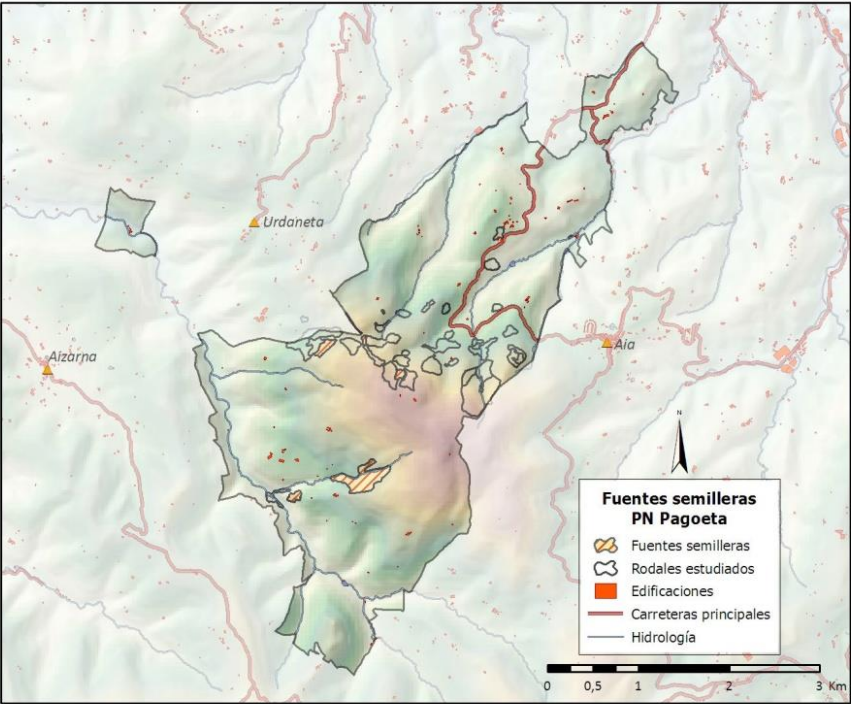 Urdaneta
Aizarna
Aia
N
Fuentes semilleras
PN Pagoeta
Fuentes semilleras
Rodales estudiados
Edificaciones
Carreteras principales
Hidrología
0 0,5 1 2 3 Km